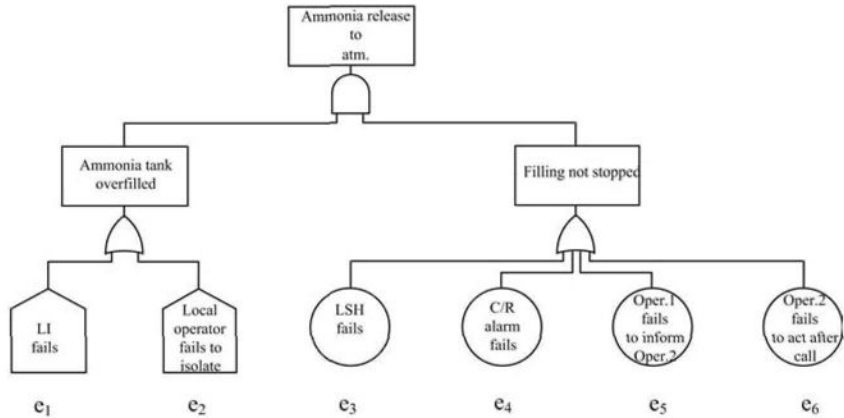 Ammonia release
to
atm.
Ammonia tank
overfilled
Filling not stopped
LI
fails
Local
operator
fails to
isolate
LSH
fails
C/R
alarm
fails
Oper.1
fails
to inform
Oper.2
Oper.2
fails
to act after
call
e1
e2
e3
e4
e5
e6